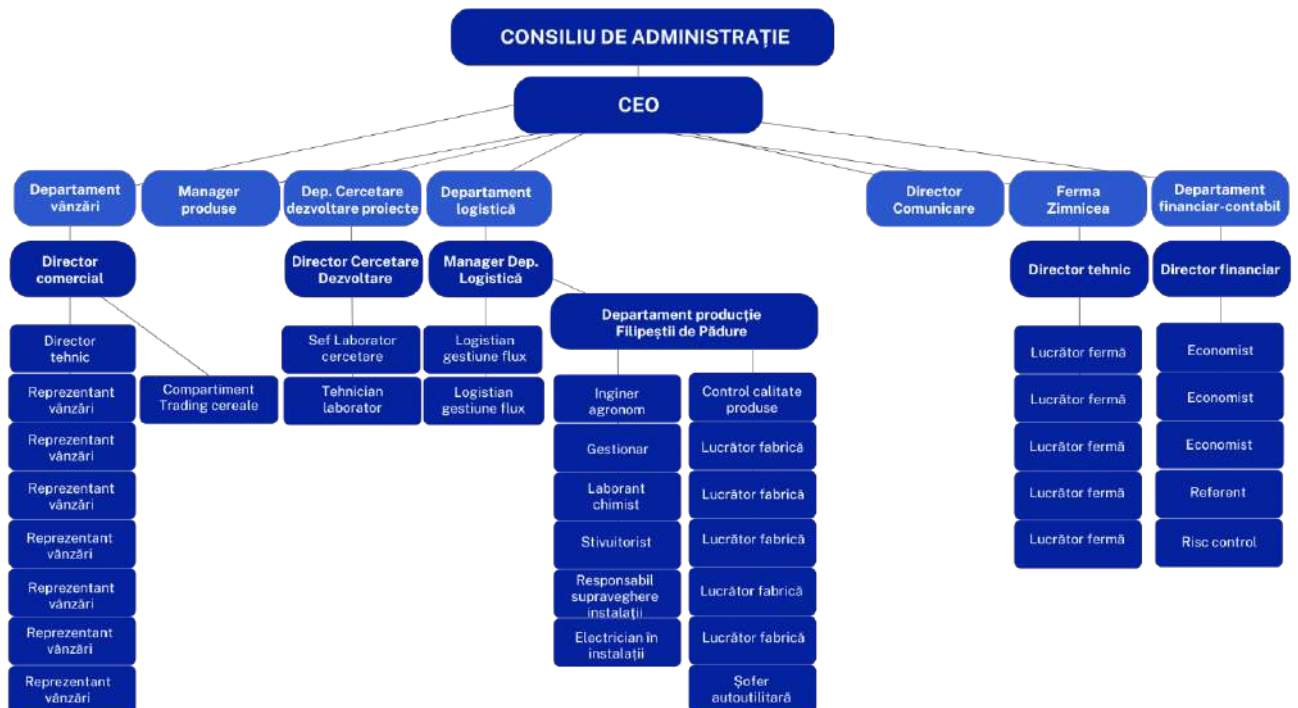 CONSILIU DE ADMINISTRAȚIE
CEO
Departament
vânzări
Manager
produse
Dep. Cercetare
dezvoltare proiecte
Departament
logistică
Director
Comunicare
Ferma
Zimnicea
Departament
financiar-contabil
Director
comercial
Director Cercetare
Dezvoltare
Manager Dep.
Logistică
Director tehnic
Director financiar
Departament producție
Filipeștii de Pădure
Director
tehnic
Reprezentant
vânzări
Reprezentant
vânzări
Reprezentant
vânzări
Reprezentant
vânzări
Reprezentant
vânzări
Reprezentant
vânzări
Reprezentant
vânzări
Compartiment
Trading cereale
Sef Laborator
cercetare
Tehnician
laborator
Logistian
gestiune flux
Logistian
gestiune flux
Inginer
agronom
Gestionar
Laborant
chimist
Stivuitorist
Responsabil
supraveghere
instalații
Electrician în
instalații
Control calitate
produse
Lucrător fabrică
Lucrător fabrică
Lucrător fabrică
Lucrător fabrică
Lucrător fabrică
Șofer
autoutilitară
Lucrător fermă
Lucrător fermă
Lucrător fermă
Lucrător fermă
Lucrător fermă
Economist
Economist
Economist
Referent
Risc control